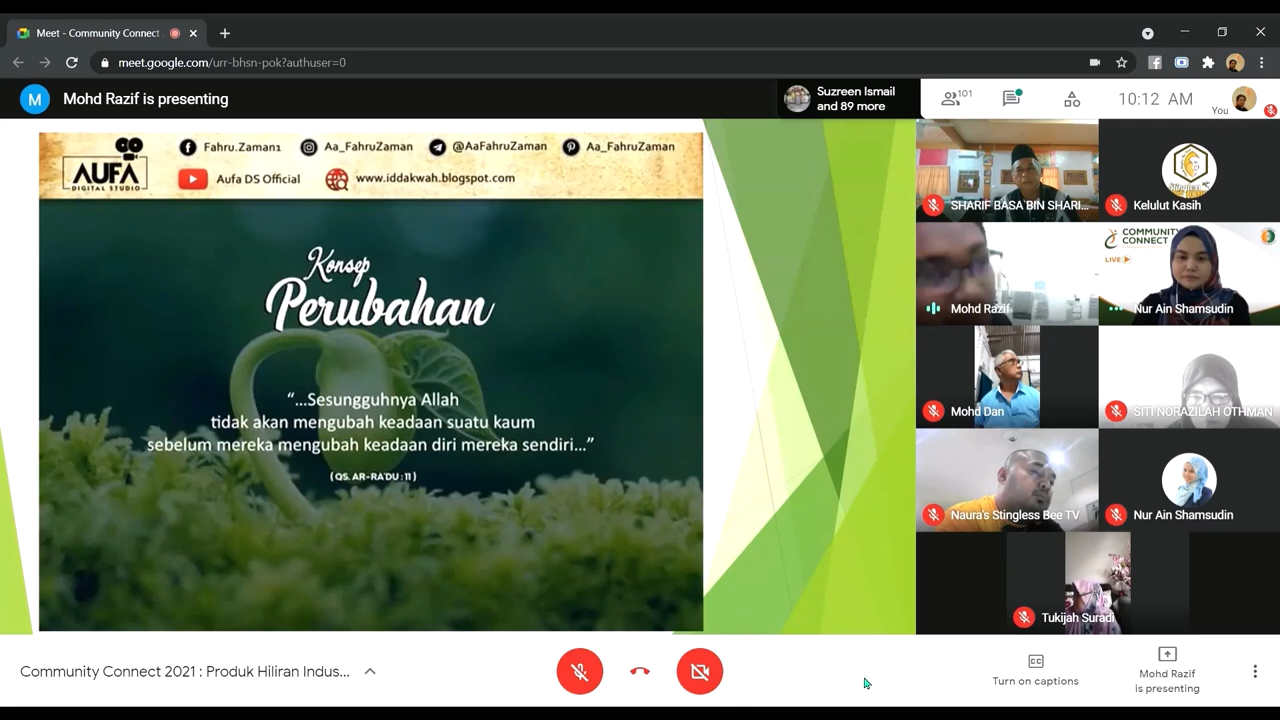 Meet - Community Connect
meet.google.com/urr-bhsn-pok?authuser=0
M
Mohd Razif is presenting
Suzreen Ismail
and 89 more
101
10:12 AM
You
AUFA
DIGITAL STUDIO
Fahru.Zaman1
Aa_FahruZaman
@AaFahruZaman
Aa_FahruZaman
Aufa DS Official
www.iddakwah.blogspot.com
Konsep
Perubahan
“...Sesungguhnya Allah
tidak akan mengubah keadaan suatu kaum
sebelum mereka mengubah keadaan diri mereka sendiri...”
( QS. AR-RA'DU : 11 )
SHARIF BASA BIN SHARI...
Kelulut Kasih
Mohd Razif
COMMUNITY
CONNECT
LIVE
Nur Ain Shamsudin
Mohd Dan
SITI NORAZILAH OTHMAN
Naura's Stingless Bee TV
Nur Ain Shamsudin
Tukijah Suradi
Community Connect 2021 : Produk Hiliran Indus...
CC
Turn on captions
Mohd Razif
is presenting